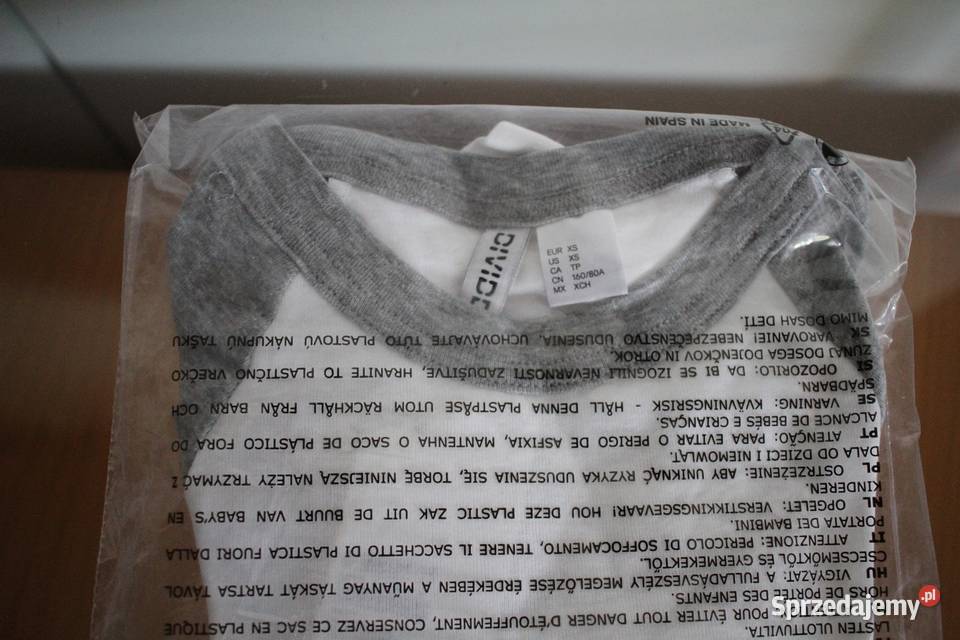 DIVIDE
EUR XS
US XS
CA TP
CN 160/80A
MX XCH
LASTEN ULOTTUVILTA.
POUR ÉVITER TOUT DANGER D'ÉTOUFFEMENT, CONSERVEZ CE SAC EN PLASTIQUE
HORS DE PORTÉE DES ENFANTS.
HU VIGYÁZAT: A FULLADÁSVESZÉLY MEGELŐZÉSE ÉRDEKÉBEN A MŰANYAG TÁSKÁT TARTSA TÁVOL
CSECSEMŐKTŐL ÉS GYERMEKEKTŐL.
IT ATTENZIONE: PERICOLO DI SOFFOCAMENTO, TENERE IL SACCHETTO DI PLASTICA FUORI DALLA
PORTATA DEI BAMBINI.
NL OPGELET: VERSTIKKINGSGEVAAR! HOU DEZE PLASTIC ZAK UIT DE BUURT VAN BABY'S EN
KINDEREN.
PL OSTRZEŻENIE: ABY UNIKNĄĆ RYZYKA UDUSZENIA SIĘ, TORBĘ NINIEJSZĄ NALEŻY TRZYMAĆ Z
DALA OD DZIECI I NIEMOWLĄT.
PT ATENÇÃO: PARA EVITAR O PERIGO DE ASFIXIA, MANTENHA O SACO DE PLÁSTICO FORA DO
ALCANCE DE BEBÉS E CRIANÇAS.
SE VARNING: KVÄVNINGSRISK - HÅLL DENNA PLASTPÅSE UTOM RÄCKHÅLL FRÅN BARN OCH
SPÄDBARN.
SI OPOZORILO: DA BI SE IZOGNILI NEVARNOSTI ZADUŠITVE, HRANITE TO PLASTIČNO VREČKO
ZUNAJ DOSEGA DOJENČKOV IN OTROK.
SK VAROVANIE! NEBEZPEČENSTVO UDUSENIA. UCHOVÁVAJTE TÚTO PLASTOVÚ NÁKUPNÚ TAŠKU
MIMO DOSAH DETÍ.
MADE IN SPAIN
Sprzedajemy.pl